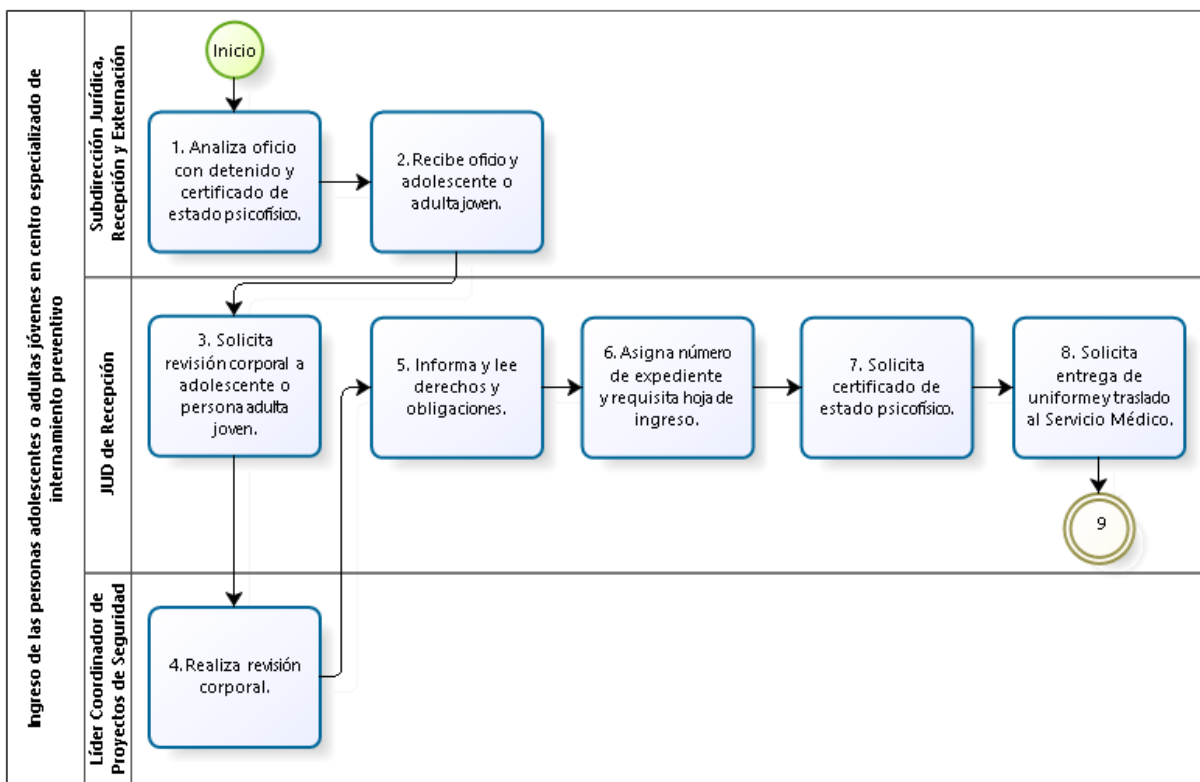 Ingreso de las personas adolescentes o adultas jóvenes en centro especializado de
internamiento preventivo
Subdirección Jurídica,
Recepción y Externación
Inicio
1. Analiza oficio
con detenido y
certificado de
estado psicofísico.
2. Recibe oficio y
adolescente o
adulta joven.
JUD de Recepción
3. Solicita
revisión corporal a
adolescente o
persona adulta
joven.
5. Informa y lee
derechos y
obligaciones.
6. Asigna número
de expediente
y requisita hoja de
ingreso.
7. Solicita
certificado de
estado psicofísico.
8. Solicita
entrega de
uniforme y traslado
al Servicio Médico.
9
Líder Coordinador de
Proyectos de Seguridad
4. Realiza revisión
corporal.